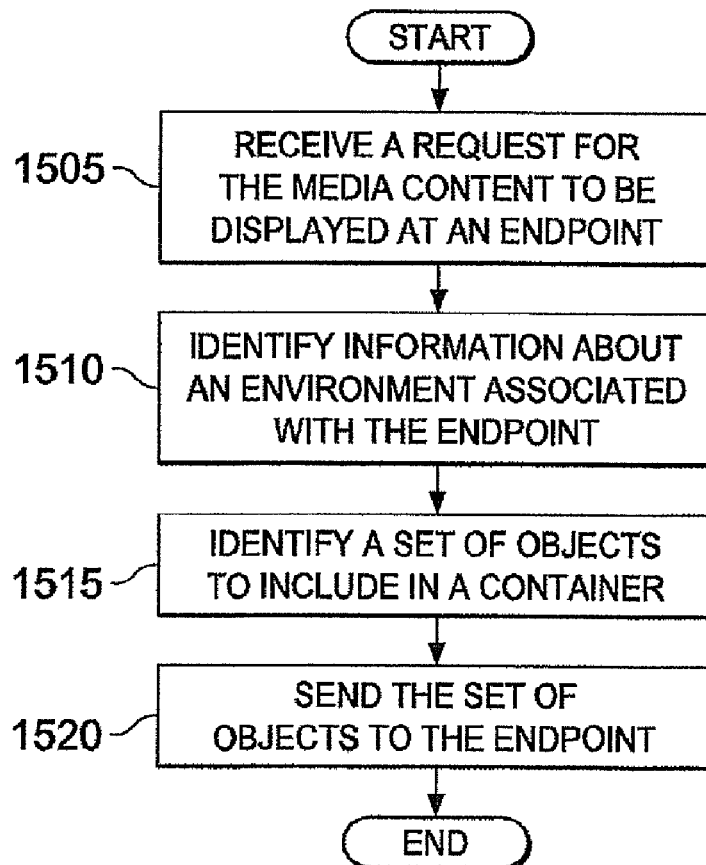 START
1505
RECEIVE A REQUEST FOR
THE MEDIA CONTENT TO BE
DISPLAYED AT AN ENDPOINT
1510
IDENTIFY INFORMATION ABOUT
AN ENVIRONMENT ASSOCIATED
WITH THE ENDPOINT
1515
IDENTIFY A SET OF OBJECTS
TO INCLUDE IN A CONTAINER
1520
SEND THE SET OF
OBJECTS TO THE ENDPOINT
END